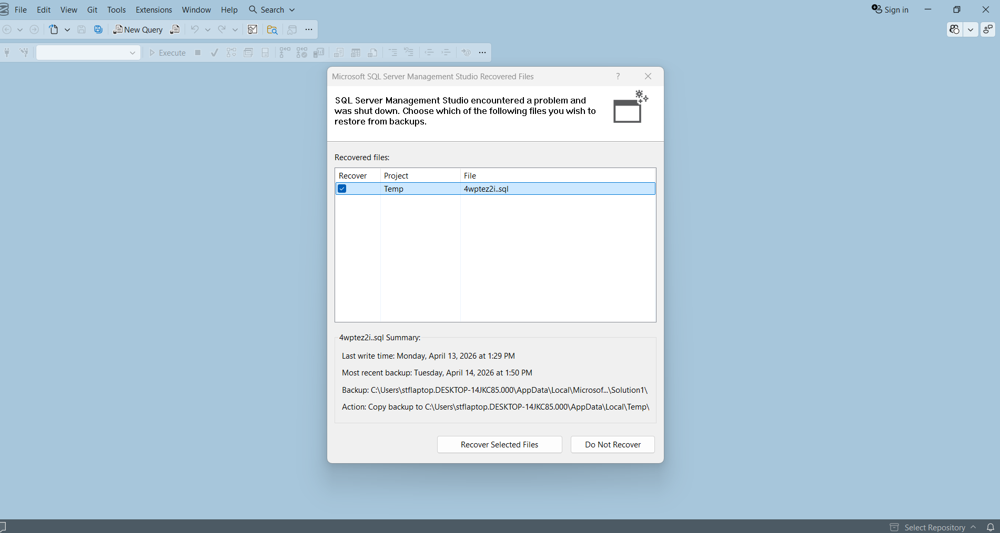 File Edit View Git Tools Extensions Window Help Search Sign in
New Query
Execute
Microsoft SQL Server Management Studio Recovered Files ?
SQL Server Management Studio encountered a problem and
was shut down. Choose which of the following files you wish to
restore from backups.
Recovered files:
Recover Project File
Temp 4wptez2i..sql
4wptez2i..sql Summary:
Last write time: Monday, April 13, 2026 at 1:29 PM
Most recent backup: Tuesday, April 14, 2026 at 1:50 PM
Backup: C:\Users\stflaptop.DESKTOP-14JKC85.000\AppData\Local\Microsof...\Solution1\
Action: Copy backup to C:\Users\stflaptop.DESKTOP-14JKC85.000\AppData\Local\Temp\
Recover Selected Files Do Not Recover
Select Repository